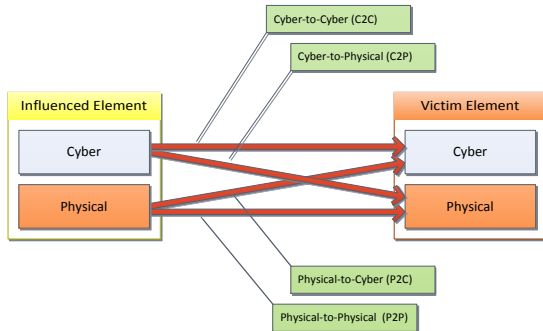 Cyber-to-Cyber (C2C)
Cyber-to-Physical (C2P)
Influenced Element
Victim Element
Cyber
Cyber
Physical
Physical
Physical-to-Cyber (P2C)
Physical-to-Physical (P2P)